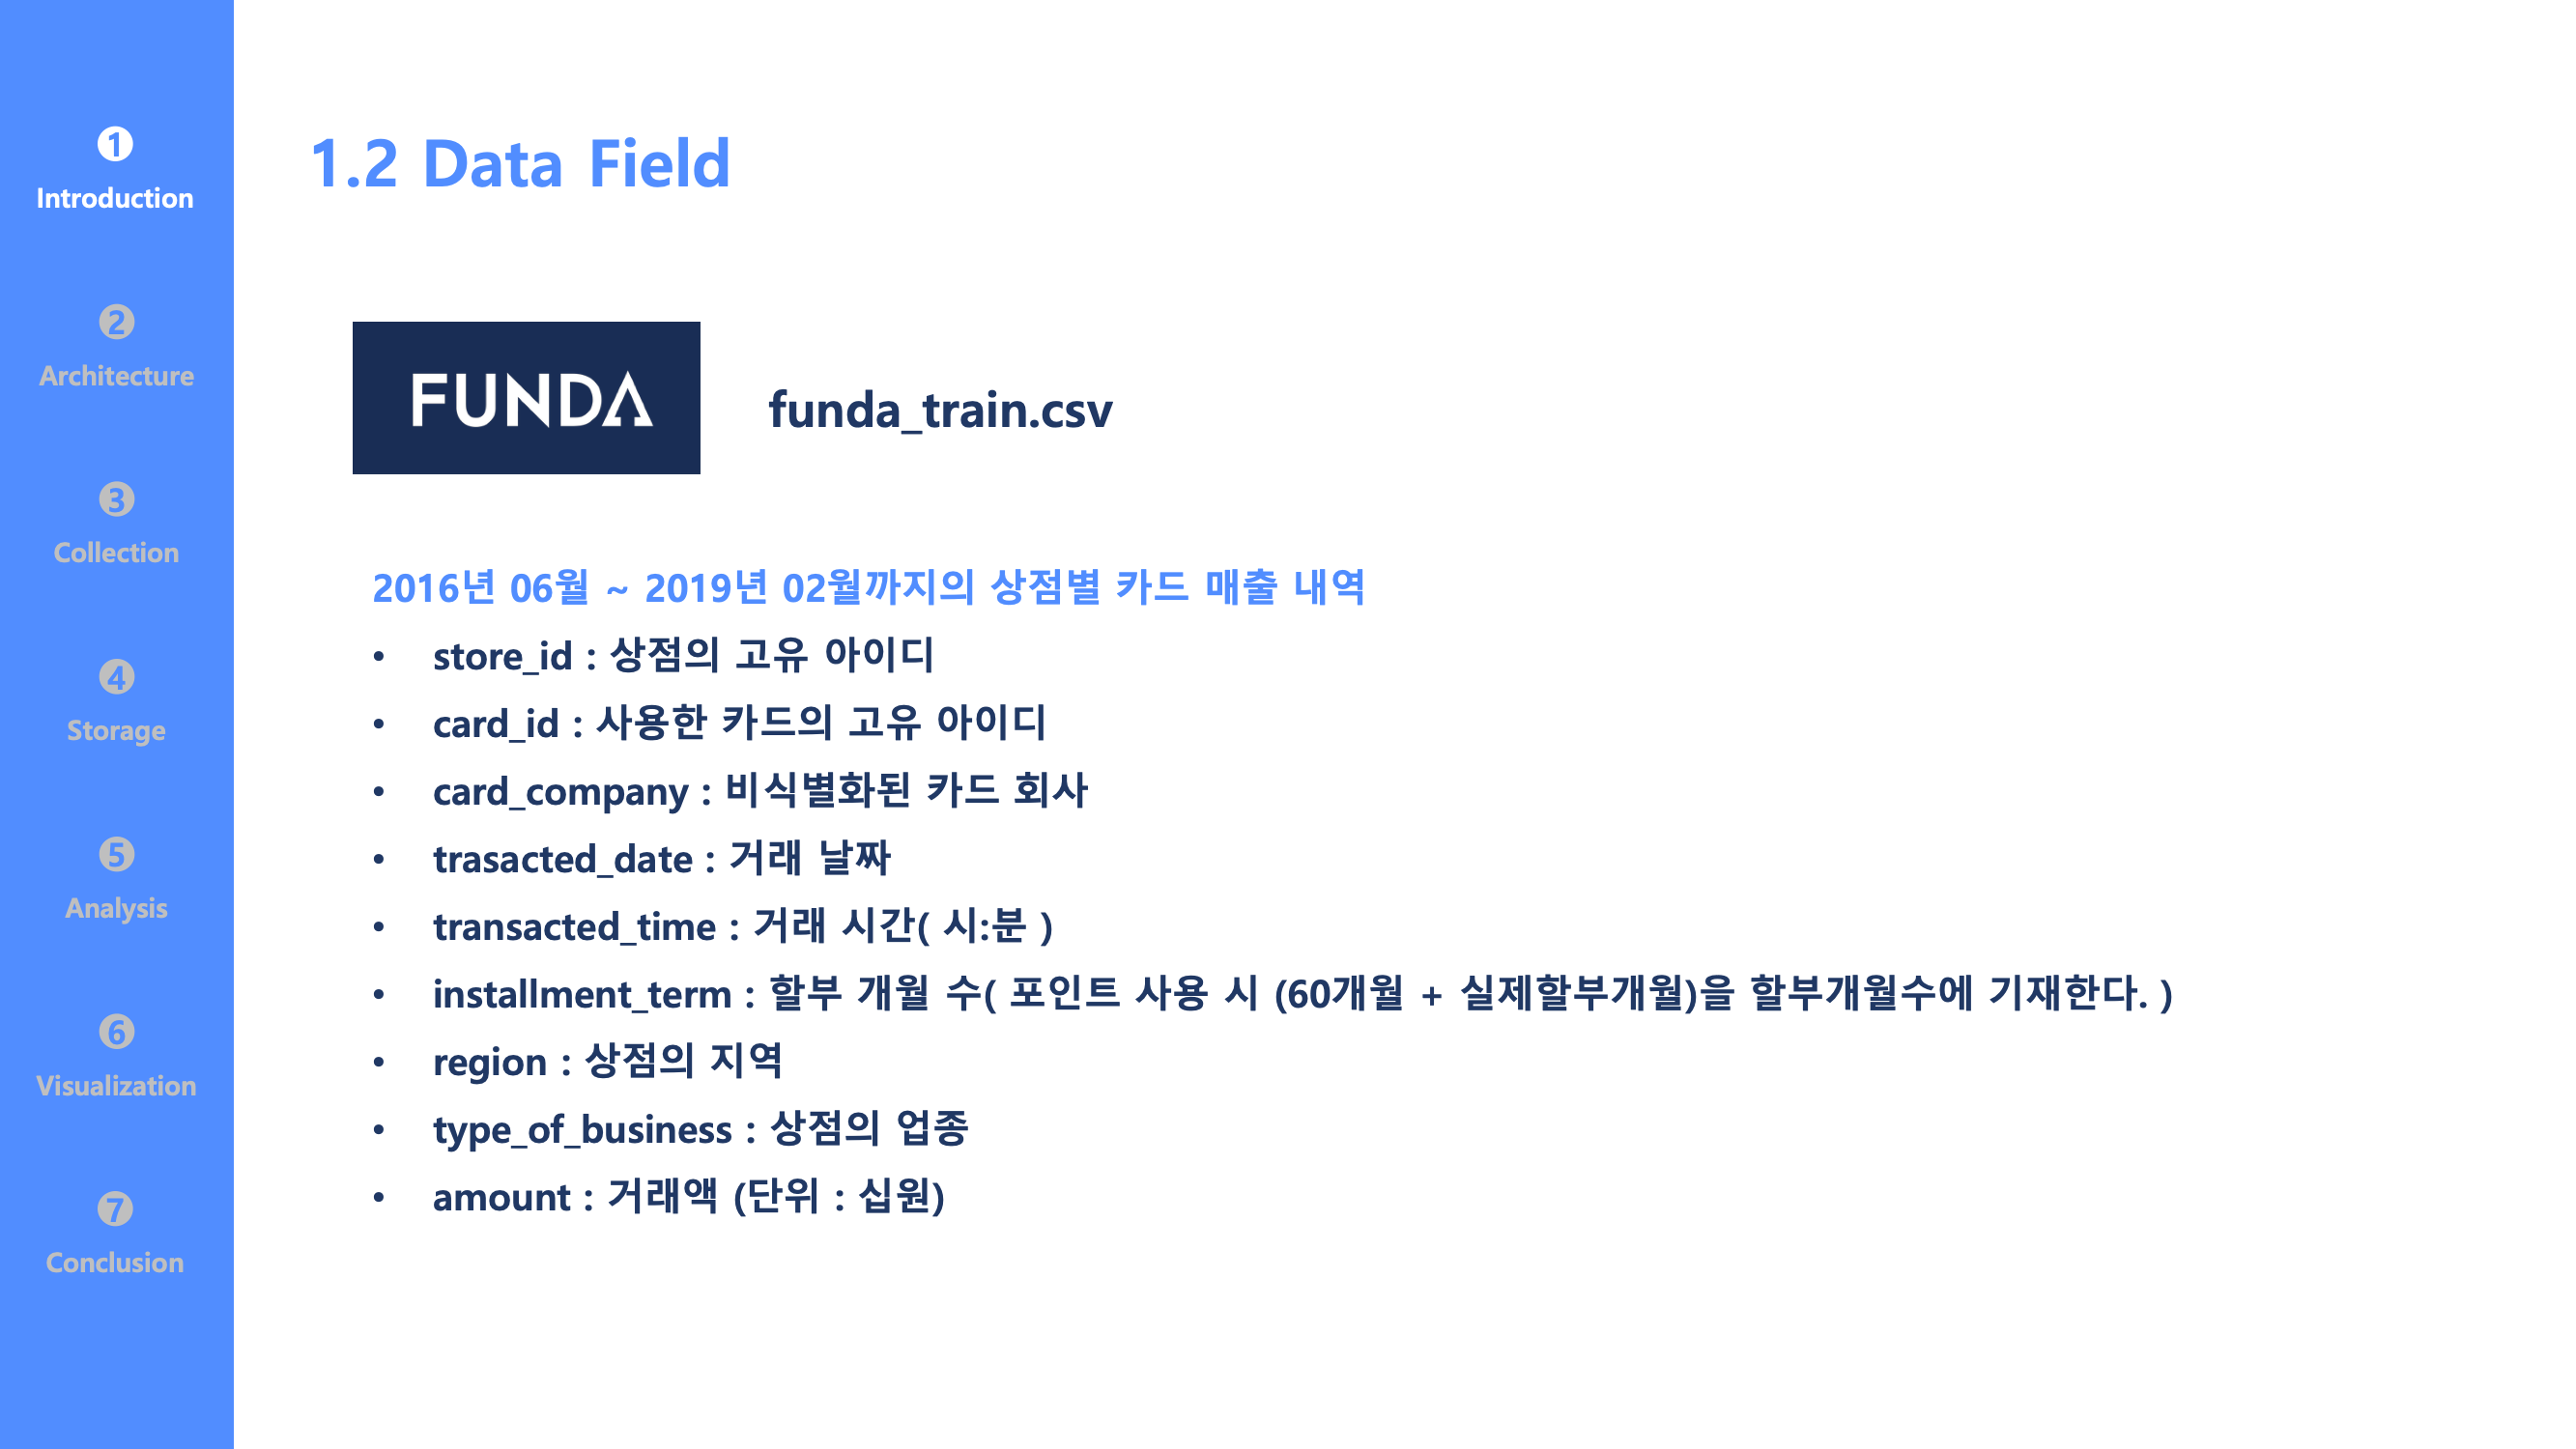 ❶
Introduction
❷
Architecture
❸
Collection
❹
Storage
❺
Analysis
❻
Visualization
❼
Conclusion
1.2 Data Field
FUNDA
funda_train.csv
2016년 06월 ~ 2019년 02월까지의 상점별 카드 매출 내역
• store_id : 상점의 고유 아이디
• card_id : 사용한 카드의 고유 아이디
• card_company : 비식별화된 카드 회사
• trasacted_date : 거래 날짜
• transacted_time : 거래 시간( 시:분 )
• installment_term : 할부 개월 수( 포인트 사용 시 (60개월 + 실제할부개월)을 할부개월수에 기재한다. )
• region : 상점의 지역
• type_of_business : 상점의 업종
• amount : 거래액 (단위 : 십원)